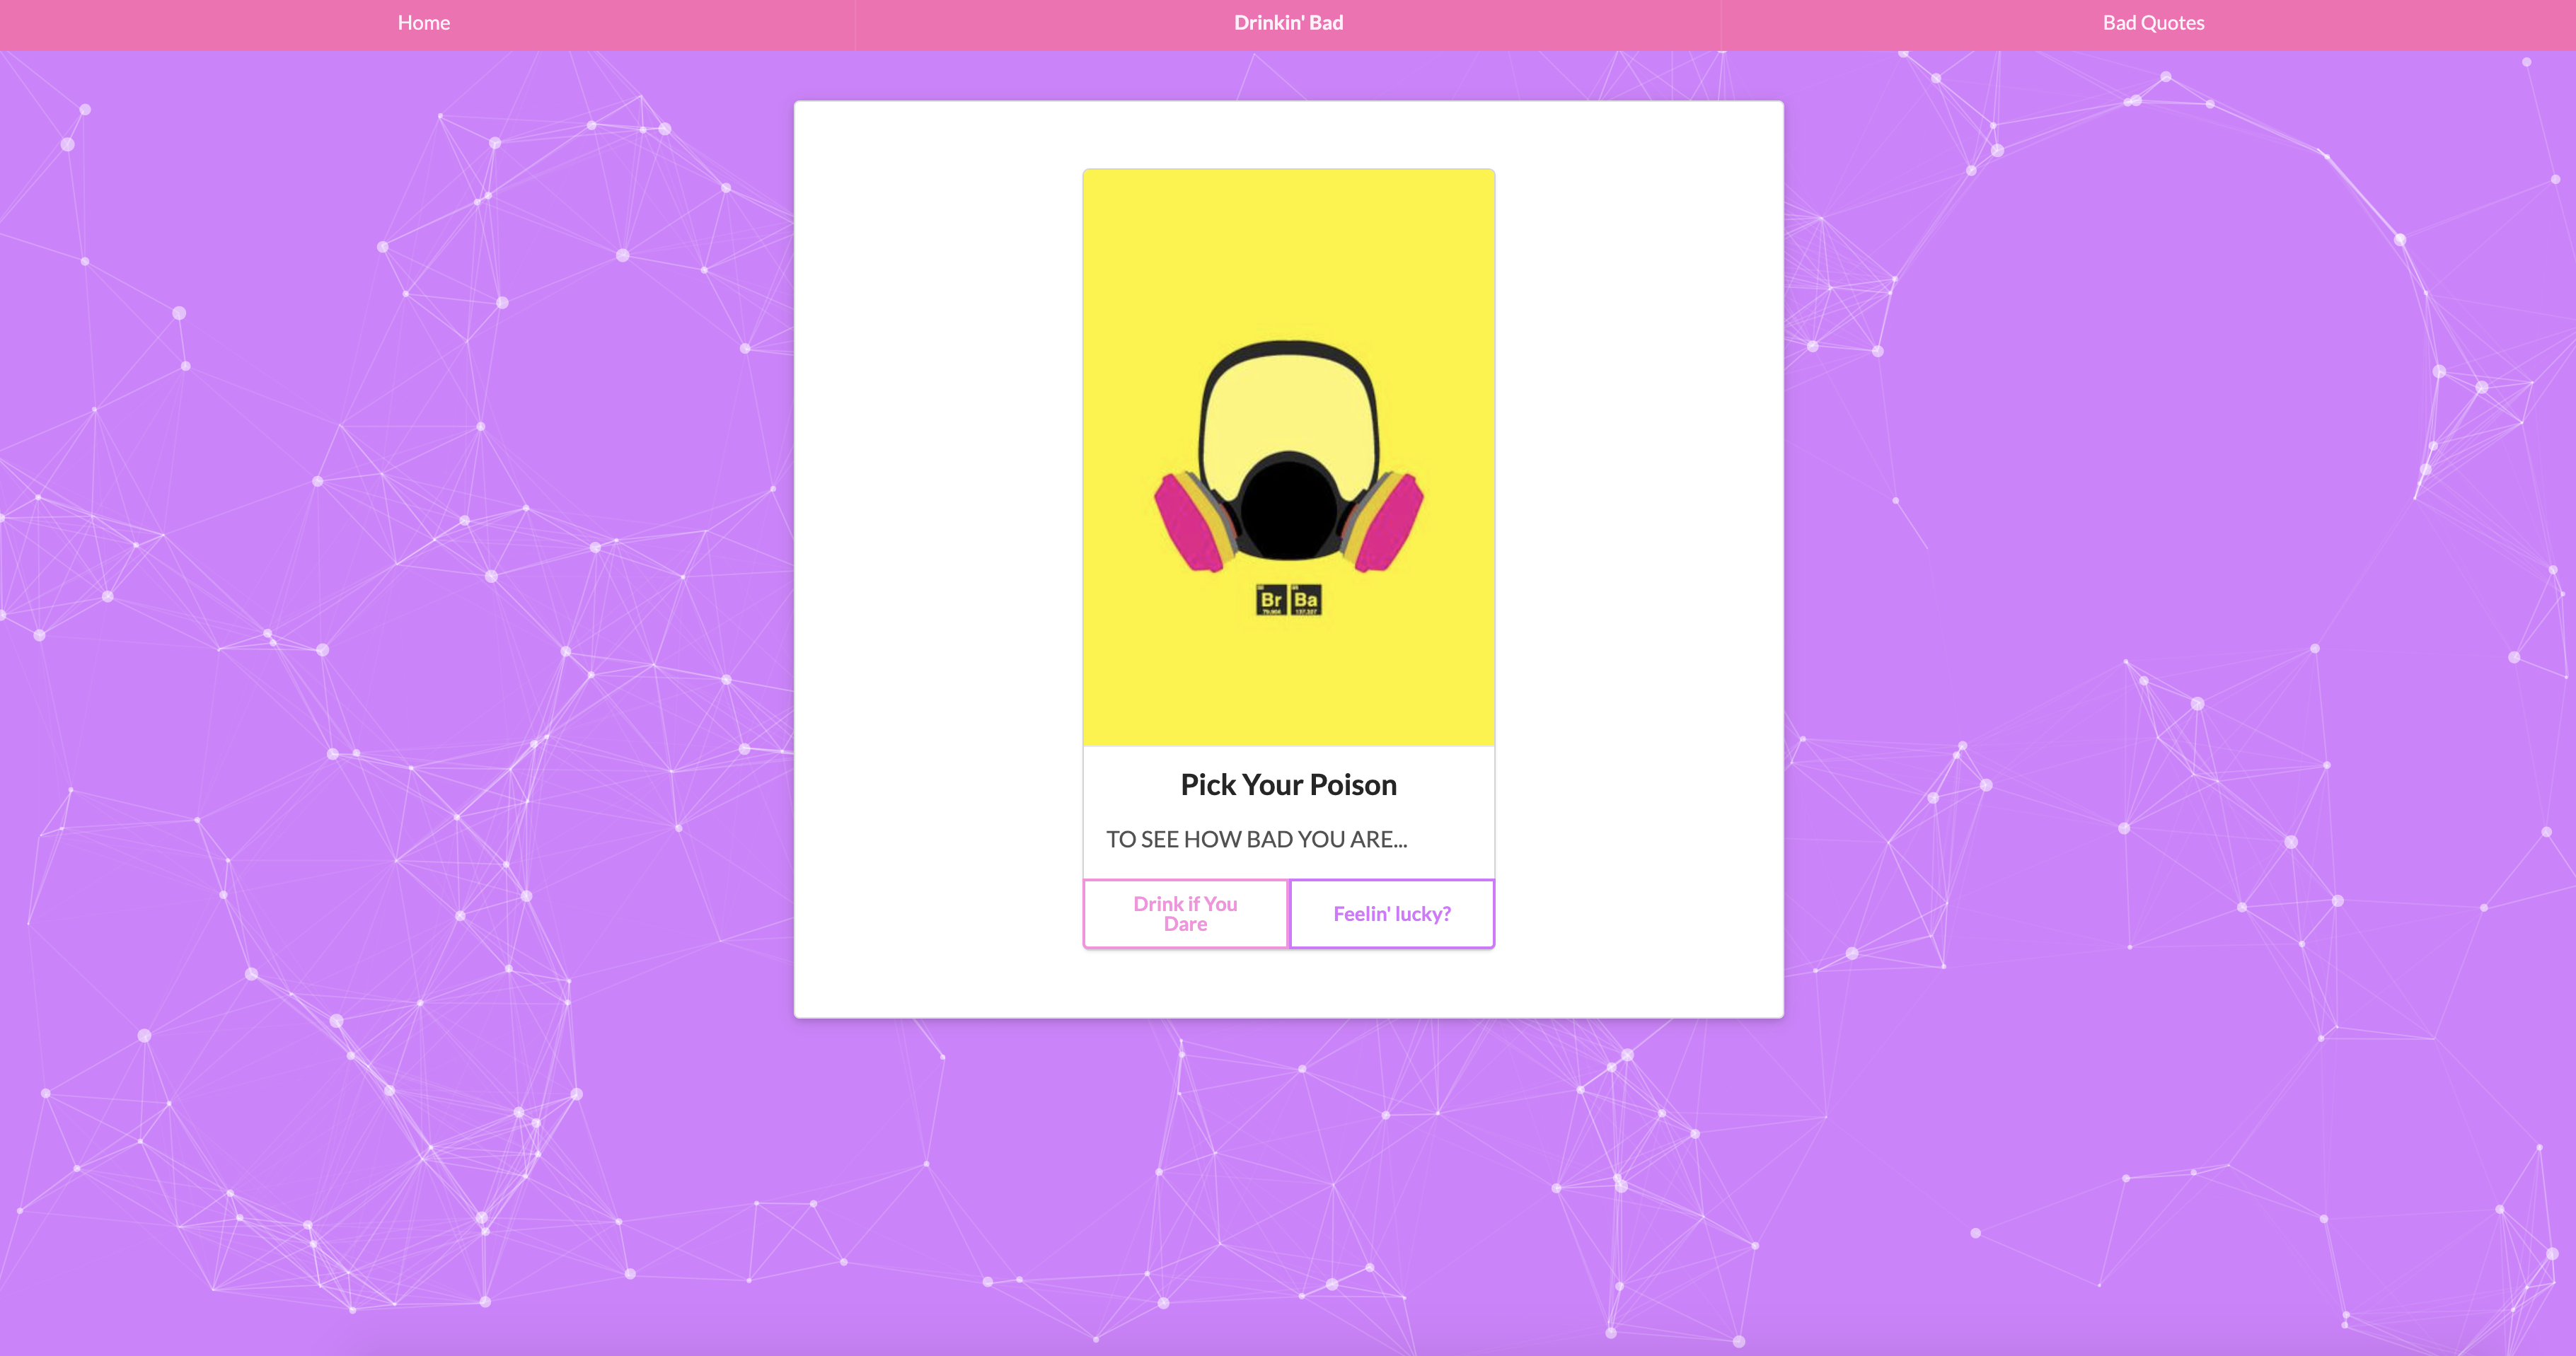 Home
Drinkin' Bad
Bad Quotes
Br Ba
Pick Your Poison
TO SEE HOW BAD YOU ARE...
Drink if You
Dare
Feelin' lucky?